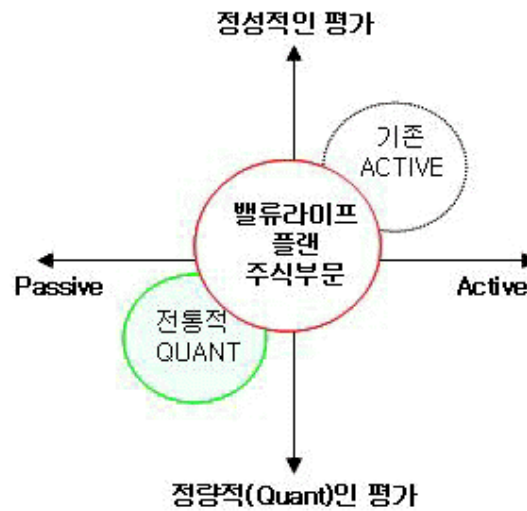 정성적인 평가
기존
ACTIVE
밸류라이프
플랜
주식부문
Passive
Active
전통적
QUANT
정량적(Quant)인 평가